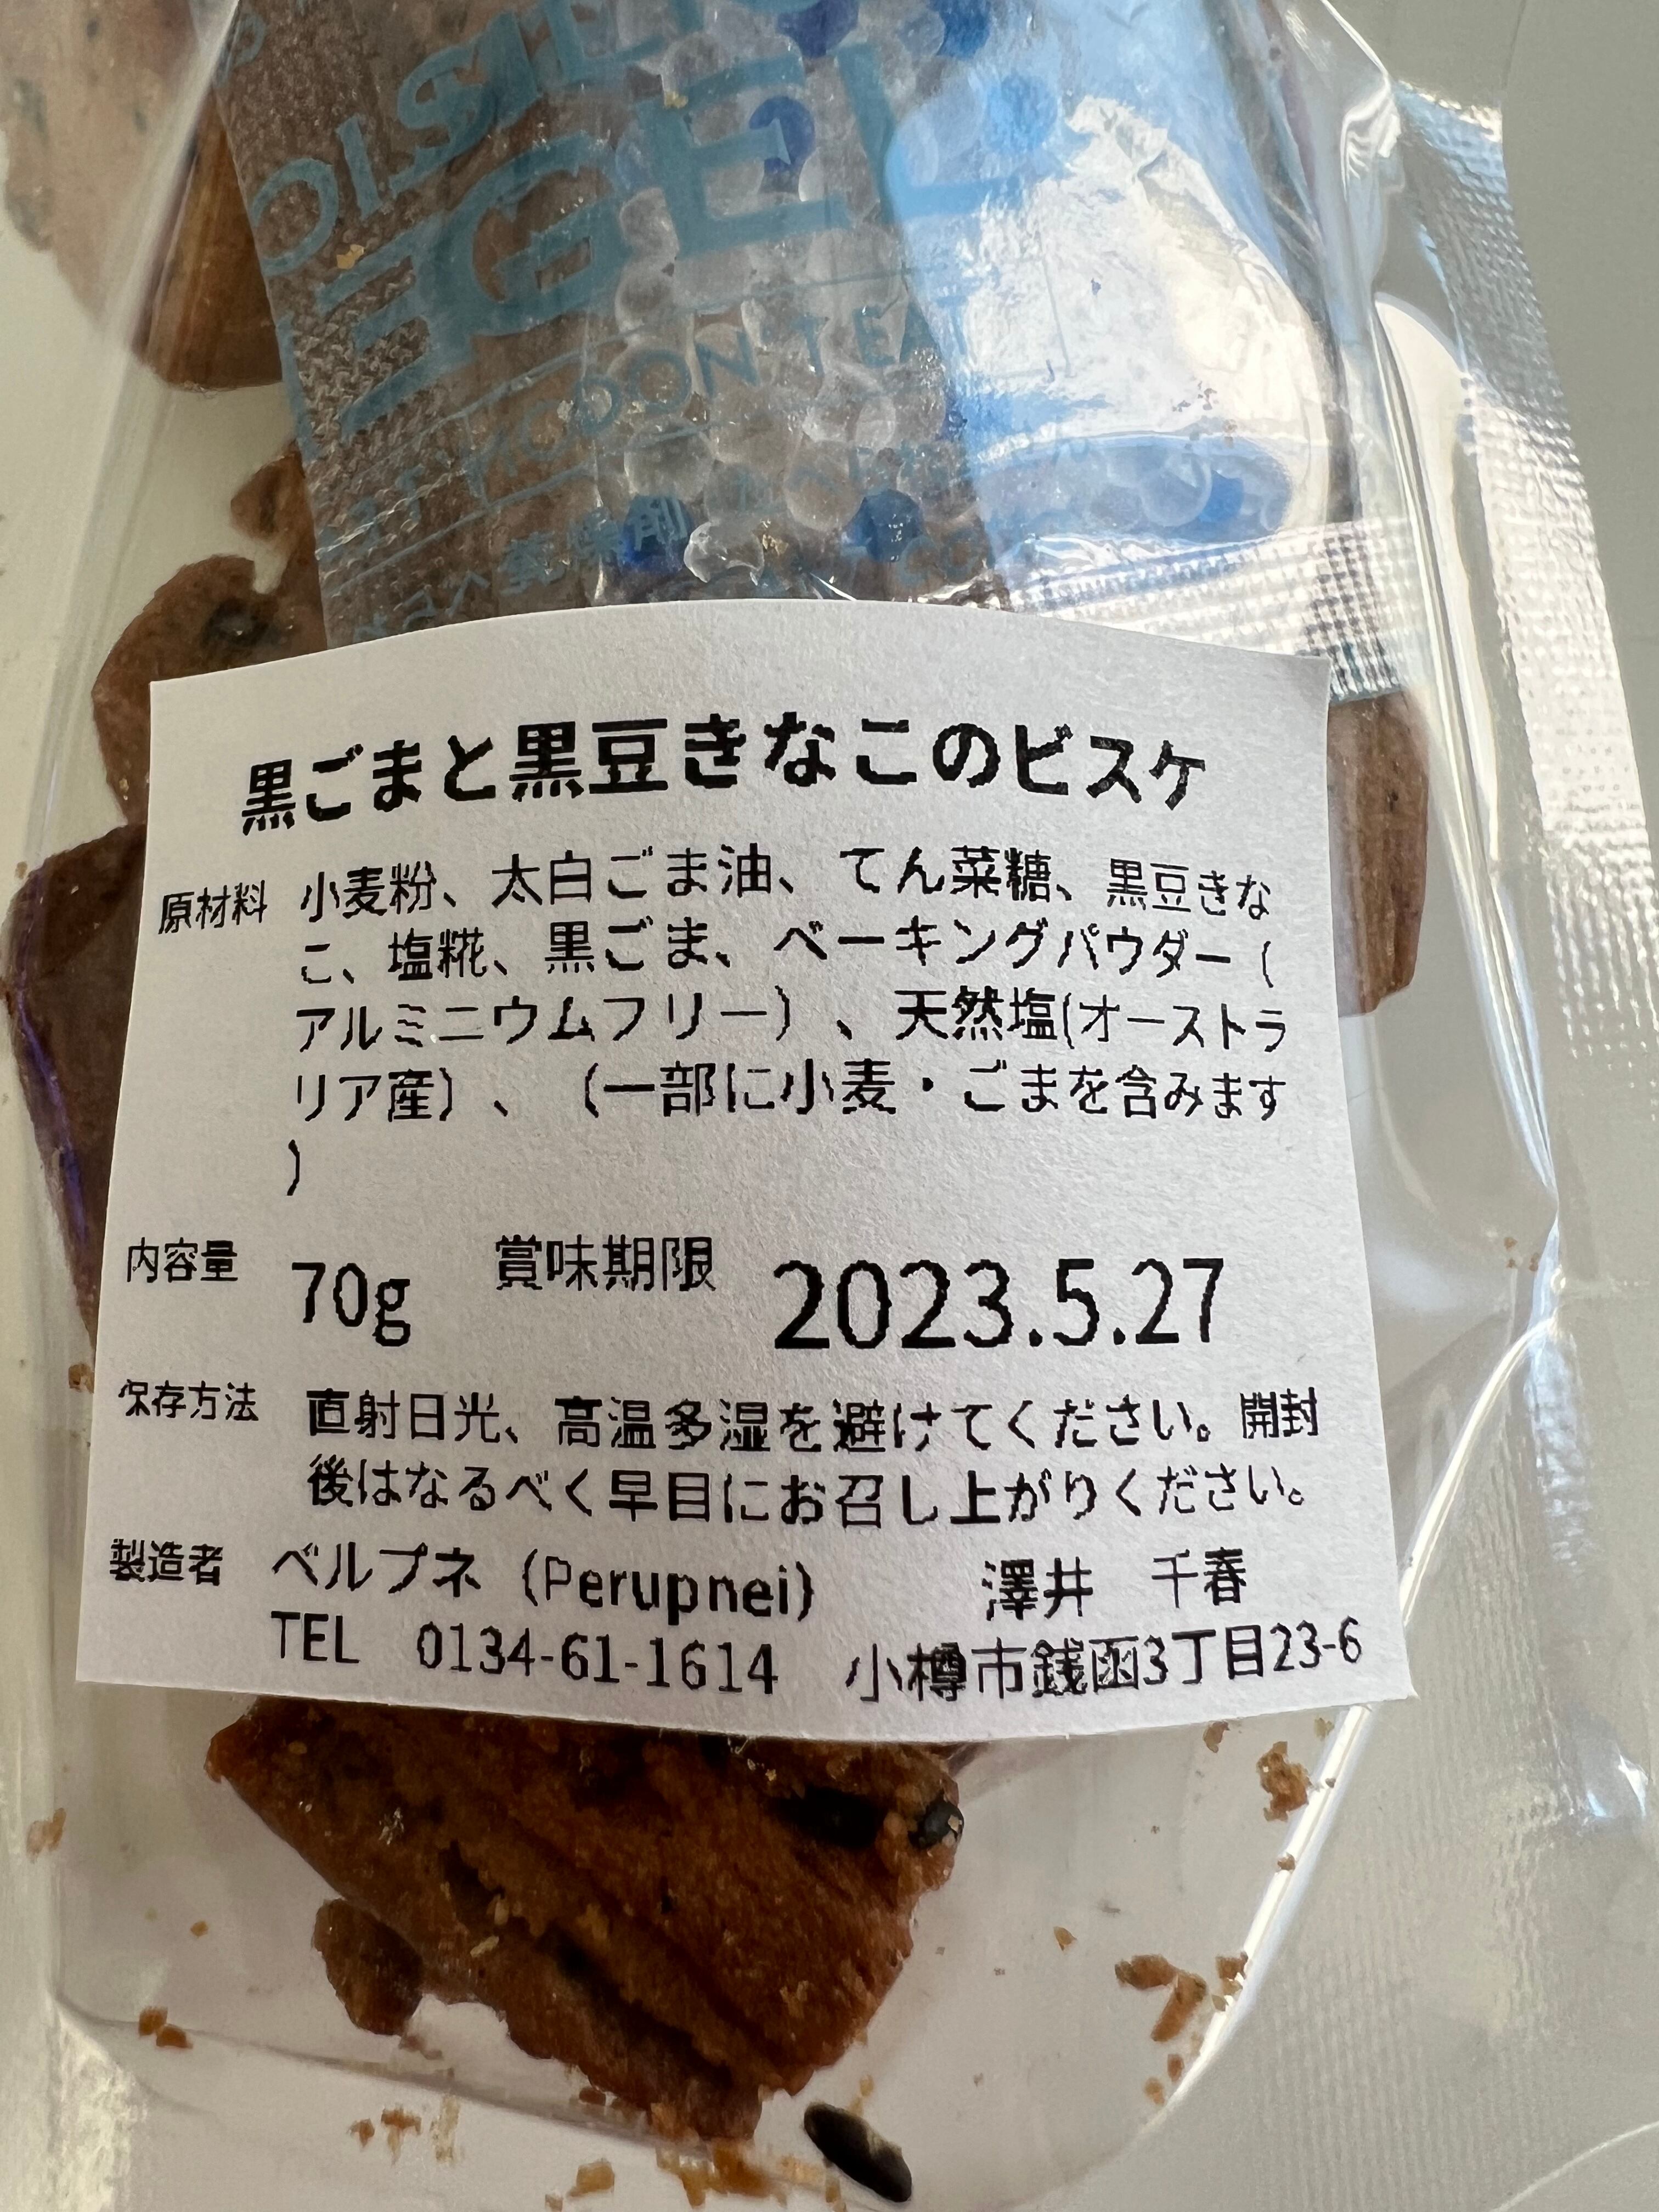 GEL
DON'T EAT
黒ごまと黒豆きなこのビスケ
原材料 小麦粉、太白ごま油、てん菜糖、黒豆きな
こ、塩糀、黒ごま、ベーキングパウダー（
アルミニウムフリー）、天然塩(オーストラ
リア産）、（一部に小麦・ごまを含みます
）
内容量 70g 賞味期限 2023.5.27
保存方法 直射日光、高温多湿を避けてください。開封
後はなるべく早目にお召し上がりください。
製造者 ペルプネ（Perupnei） 澤井 千春
TEL 0134-61-1614 小樽市銭函3丁目23-6